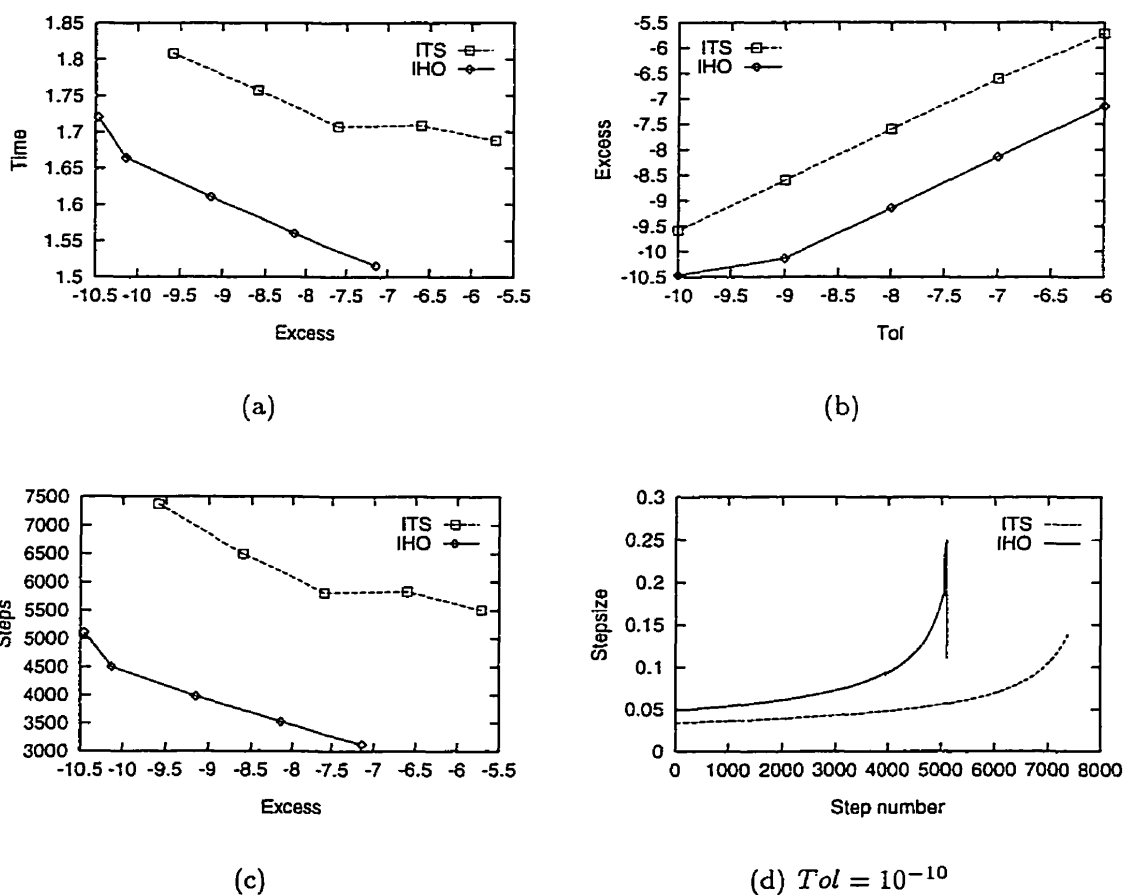 1.85
1.8
1.75
1.7
1.65
1.6
1.55
1.5
Time
ITS
IHO
-10.5 -10 -9.5 -9 -8.5 -8 -7.5 -7 -6.5 -6 -5.5
Excess
(a)
-5.5
-6
-6.5
-7
-7.5
-8
-8.5
-9
-9.5
-10
-10.5
Excess
ITS
IHO
-10 -9.5 -9 -8.5 -8 -7.5 -7 -6.5 -6
Tol
(b)
7500
7000
6500
6000
5500
5000
4500
4000
3500
3000
Steps
ITS
IHO
-10.5 -10 -9.5 -9 -8.5 -8 -7.5 -7 -6.5 -6 -5.5
Excess
(c)
0.3
0.25
0.2
0.15
0.1
0.05
0
Stepsize
ITS
IHO
0 1000 2000 3000 4000 5000 6000 7000 8000
Step number
(d) Tol = 10⁻¹⁰